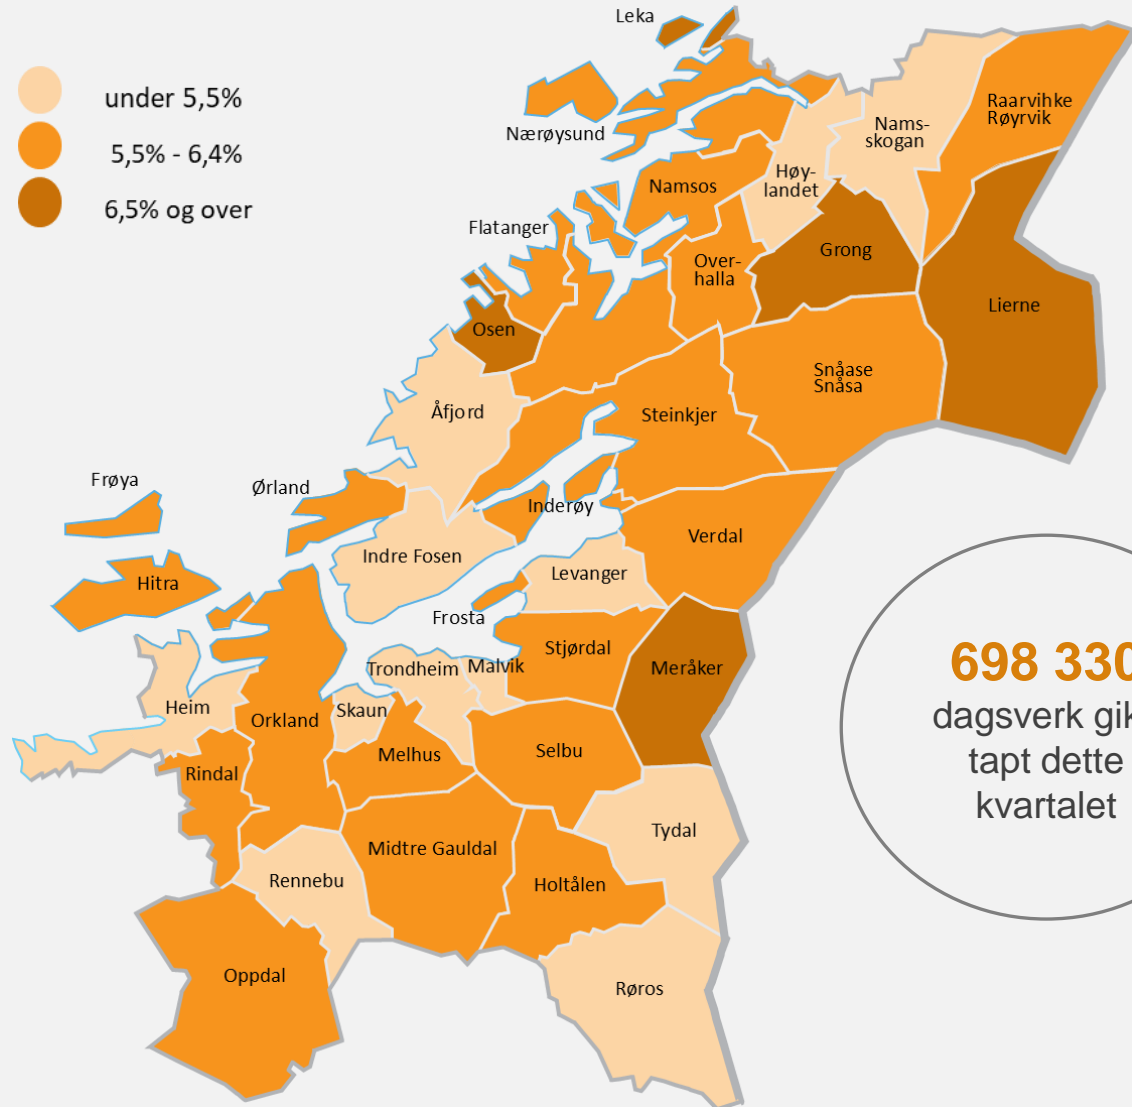 Leka
under 5,5%
5,5% - 6,4%
6,5% og over
Raarvihke
Røyrvik
Nærøysund
Nams-
skogan
Høy-
landet
Namsos
Flatanger
Over-
halla
Grong
Lierne
Osen
Snåase
Snåsa
Åfjord
Steinkjer
Frøya
Ørland
Inderøy
Verdal
Indre Fosen
Levanger
Hitra
Frosta
Stjørdal
Trondheim
Malvik
Meråker
698 330
dagsverk gik
tapt dette
kvartalet
Heim
Skaun
Orkland
Melhus
Selbu
Rindal
Tydal
Midtre Gauldal
Rennebu
Holtålen
Oppdal
Røros